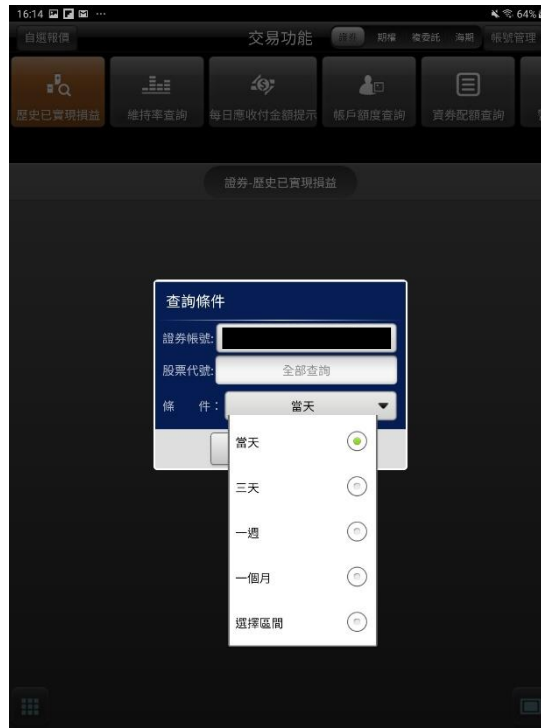 16:14 ... 64%
自選報價 交易功能 證件 期權 複委託 海期 帳號管理
歷史已實現損益 維持率查詢 每日應收付金額提示 帳戶額度查詢 資券配額查詢
證券-歷史已實現損益
查詢條件
證券帳號:
股票代號: 全部查詢
條 件: 當天
當天
三天
一週
一個月
選擇區間